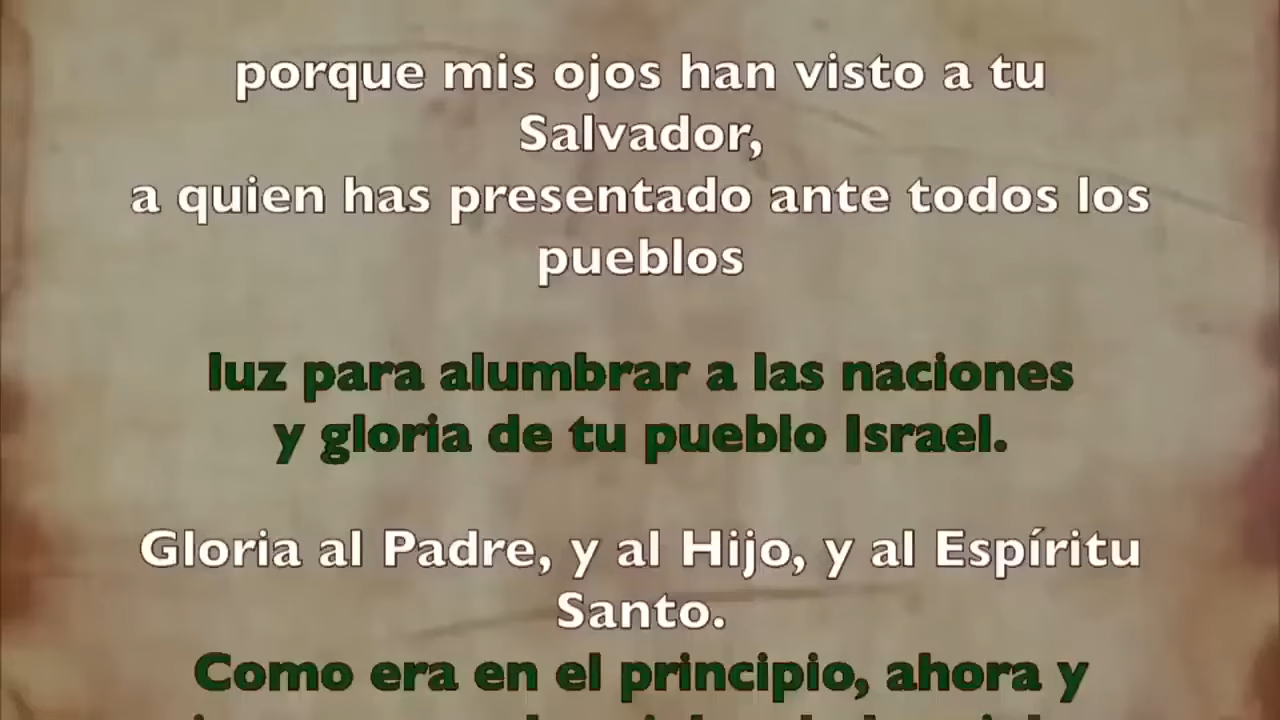 porque mis ojos han visto a tu
Salvador,
a quien has presentado ante todos los
pueblos
luz para alumbrar a las naciones
y gloria de tu pueblo Israel.
Gloria al Padre, y al Hijo, y al Espíritu
Santo.
Como era en el principio, ahora y